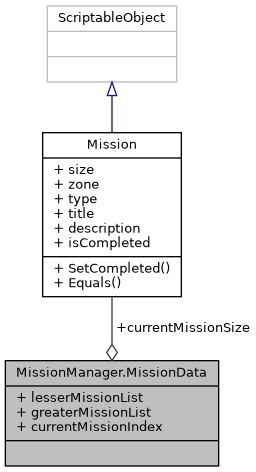 ScriptableObject
Mission
+ size
+ zone
+ type
+ title
+ description
+ isCompleted
+ SetCompleted()
+ Equals()
+currentMissionSize
MissionManager.MissionData
+ lesserMissionList
+ greaterMissionList
+ currentMissionIndex